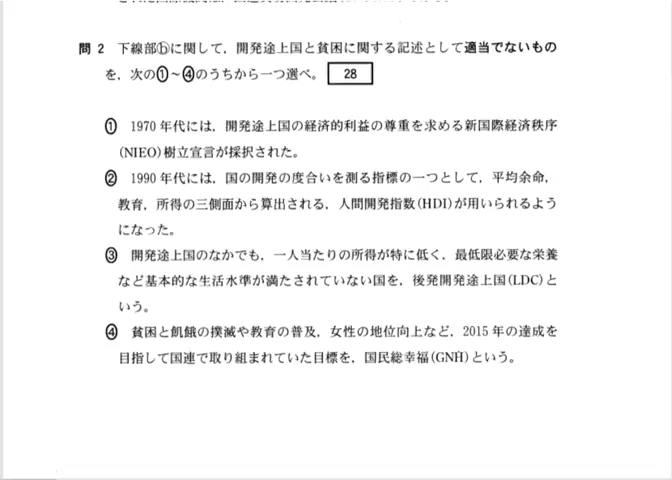 問 2 下線部ⓑに関して，開発途上国と貧困に関する記述として適当でないもの
を，次の①～④のうちから一つ選べ。 28
① 1970 年代には，開発途上国の経済的利益の尊重を求める新国際経済秩序
(NIEO)樹立宣言が採択された。
② 1990 年代には，国の開発の度合いを測る指標の一つとして，平均余命，
教育，所得の三側面から算出される，人間開発指数(HDI)が用いられるよう
になった。
③ 開発途上国のなかでも，一人当たりの所得が特に低く，最低限必要な栄養
など基本的な生活水準が満たされていない国を，後発開発途上国(LDC)と
いう。
④ 貧困と飢餓の撲滅や教育の普及，女性の地位向上など，2015 年の達成を
目指して国連で取り組まれていた目標を，国民総幸福(GNH)という。